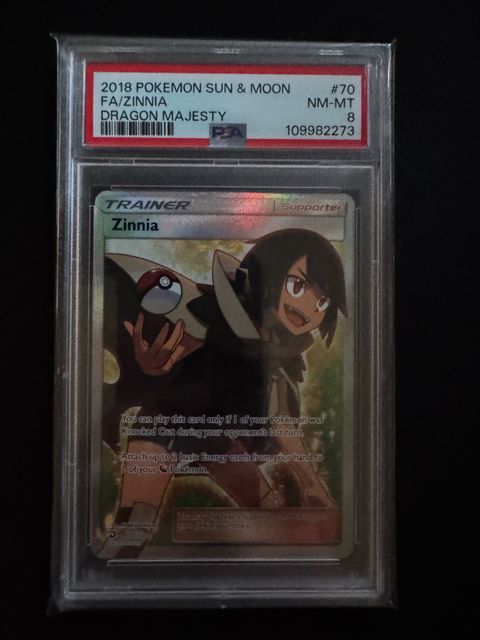 2018 POKEMON SUN & MOON #70
FA/ZINNIA NM-MT
DRAGON MAJESTY 8
PSA 109982273
TRAINER Supporter
Zinnia
You can play this card only if 1 of your Pokémon was
Knocked Out during your opponent's last turn.
Attach up to 2 basic Energy cards from your hand to
1 of your Pokémon.